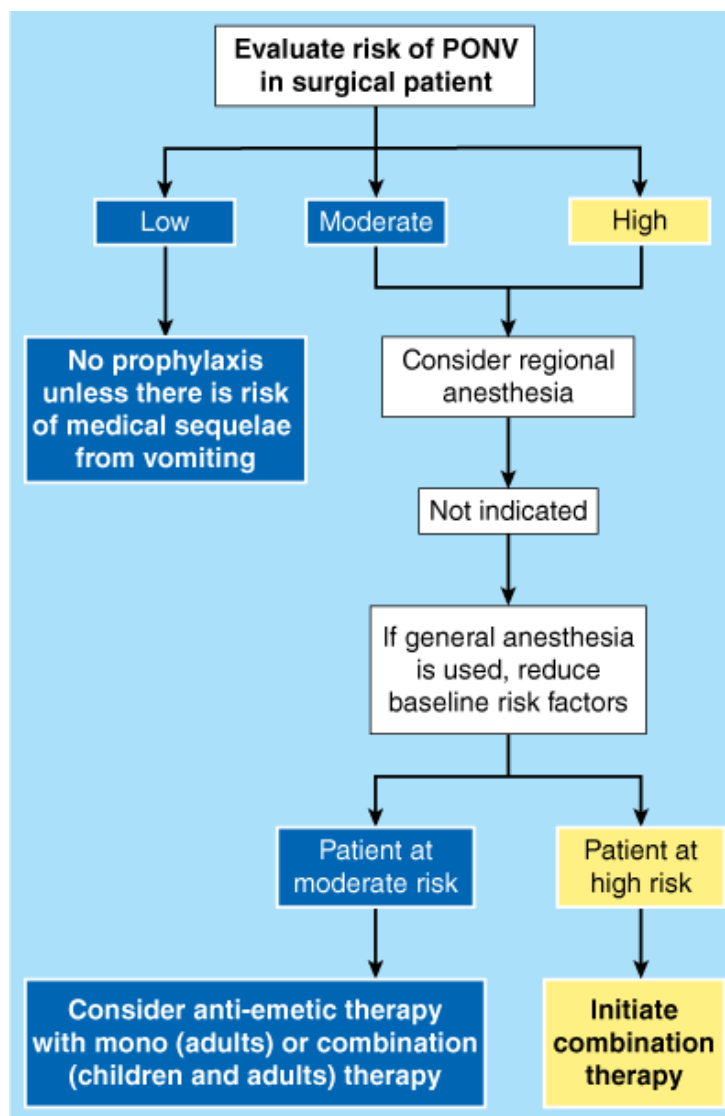 Evaluate risk of PONV
in surgical patient
Low
Moderate
High
No prophylaxis
unless there is risk
of medical sequelae
from vomiting
Consider regional
anesthesia
Not indicated
If general anesthesia
is used, reduce
baseline risk factors
Patient at
moderate risk
Patient at
high risk
Consider anti-emetic therapy
with mono (adults) or combination
(children and adults) therapy
Initiate
combination
therapy